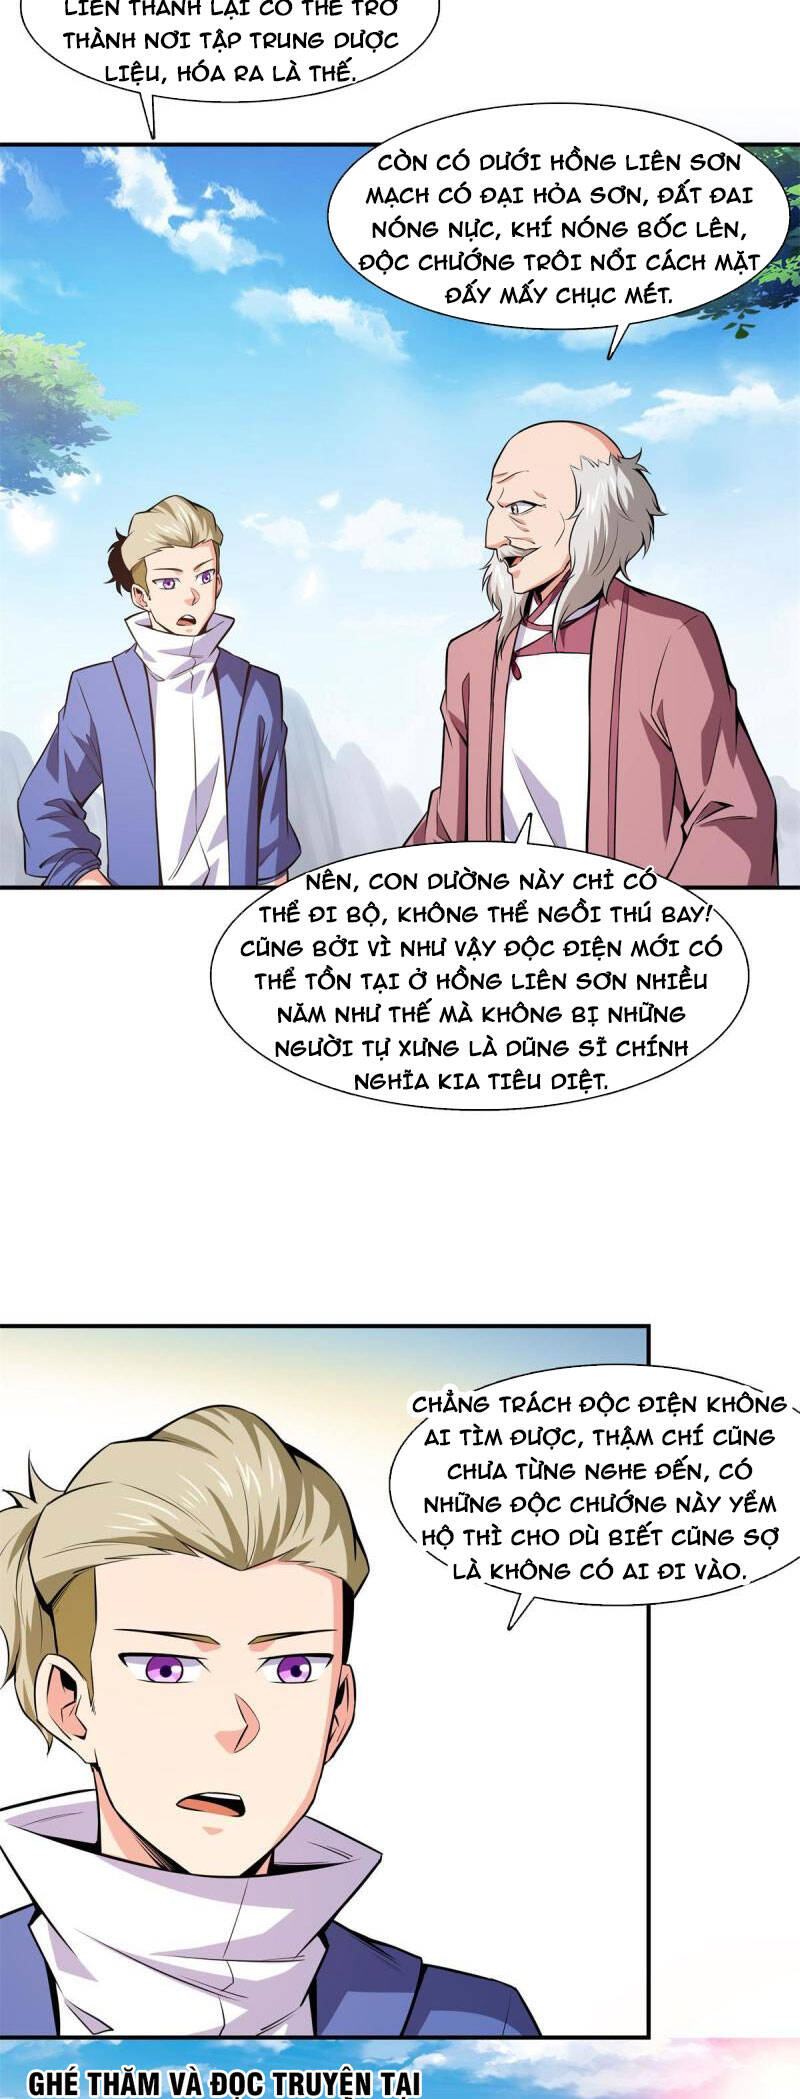 LIÊN THÀNH LẠI CÓ THỂ TRỞ
THÀNH NƠI TẬP TRUNG DƯỢC
LIỆU, HÓA RA LÀ THẾ.
CÒN CÓ DƯỚI HỒNG LIÊN SƠN
MẠCH CÓ ĐẠI HỎA SƠN, ĐẤT ĐAI
NÓNG NỰC, KHÍ NÓNG BỐC LÊN,
ĐỘC CHƯỚNG TRÔI NỔI CÁCH MẶT
ĐẤY MẤY CHỤC MÉT.
NÊN, CON DƯỜNG NÀY CHỈ CÓ
THỂ ĐI BỘ, KHÔNG THỂ NGỒI THÚ BAY!
CŨNG BỞI VÌ NHƯ VẬY ĐỘC ĐIỆN MỚI CÓ
THỂ TỒN TẠI Ở HỒNG LIÊN SƠN NHIỀU
NĂM NHƯ THẾ MÀ KHÔNG BỊ NHỮNG
NGƯỜI TỰ XƯNG LÀ DŨNG SĨ CHÍNH
NGHĨA KIA TIÊU DIỆT.
CHẲNG TRÁCH ĐỘC ĐIỆN KHÔNG
AI TÌM ĐƯỢC, THẬM CHÍ CŨNG
CHƯA TỪNG NGHE ĐẾN, CÓ
NHỮNG ĐỘC CHƯỚNG NÀY YỂM
HỘ THÌ CHO DÙ BIẾT CŨNG SỢ
LÀ KHÔNG CÓ AI ĐI VÀO.
GHÉ THĂM VÀ ĐỌC TRUYỆN TẠI